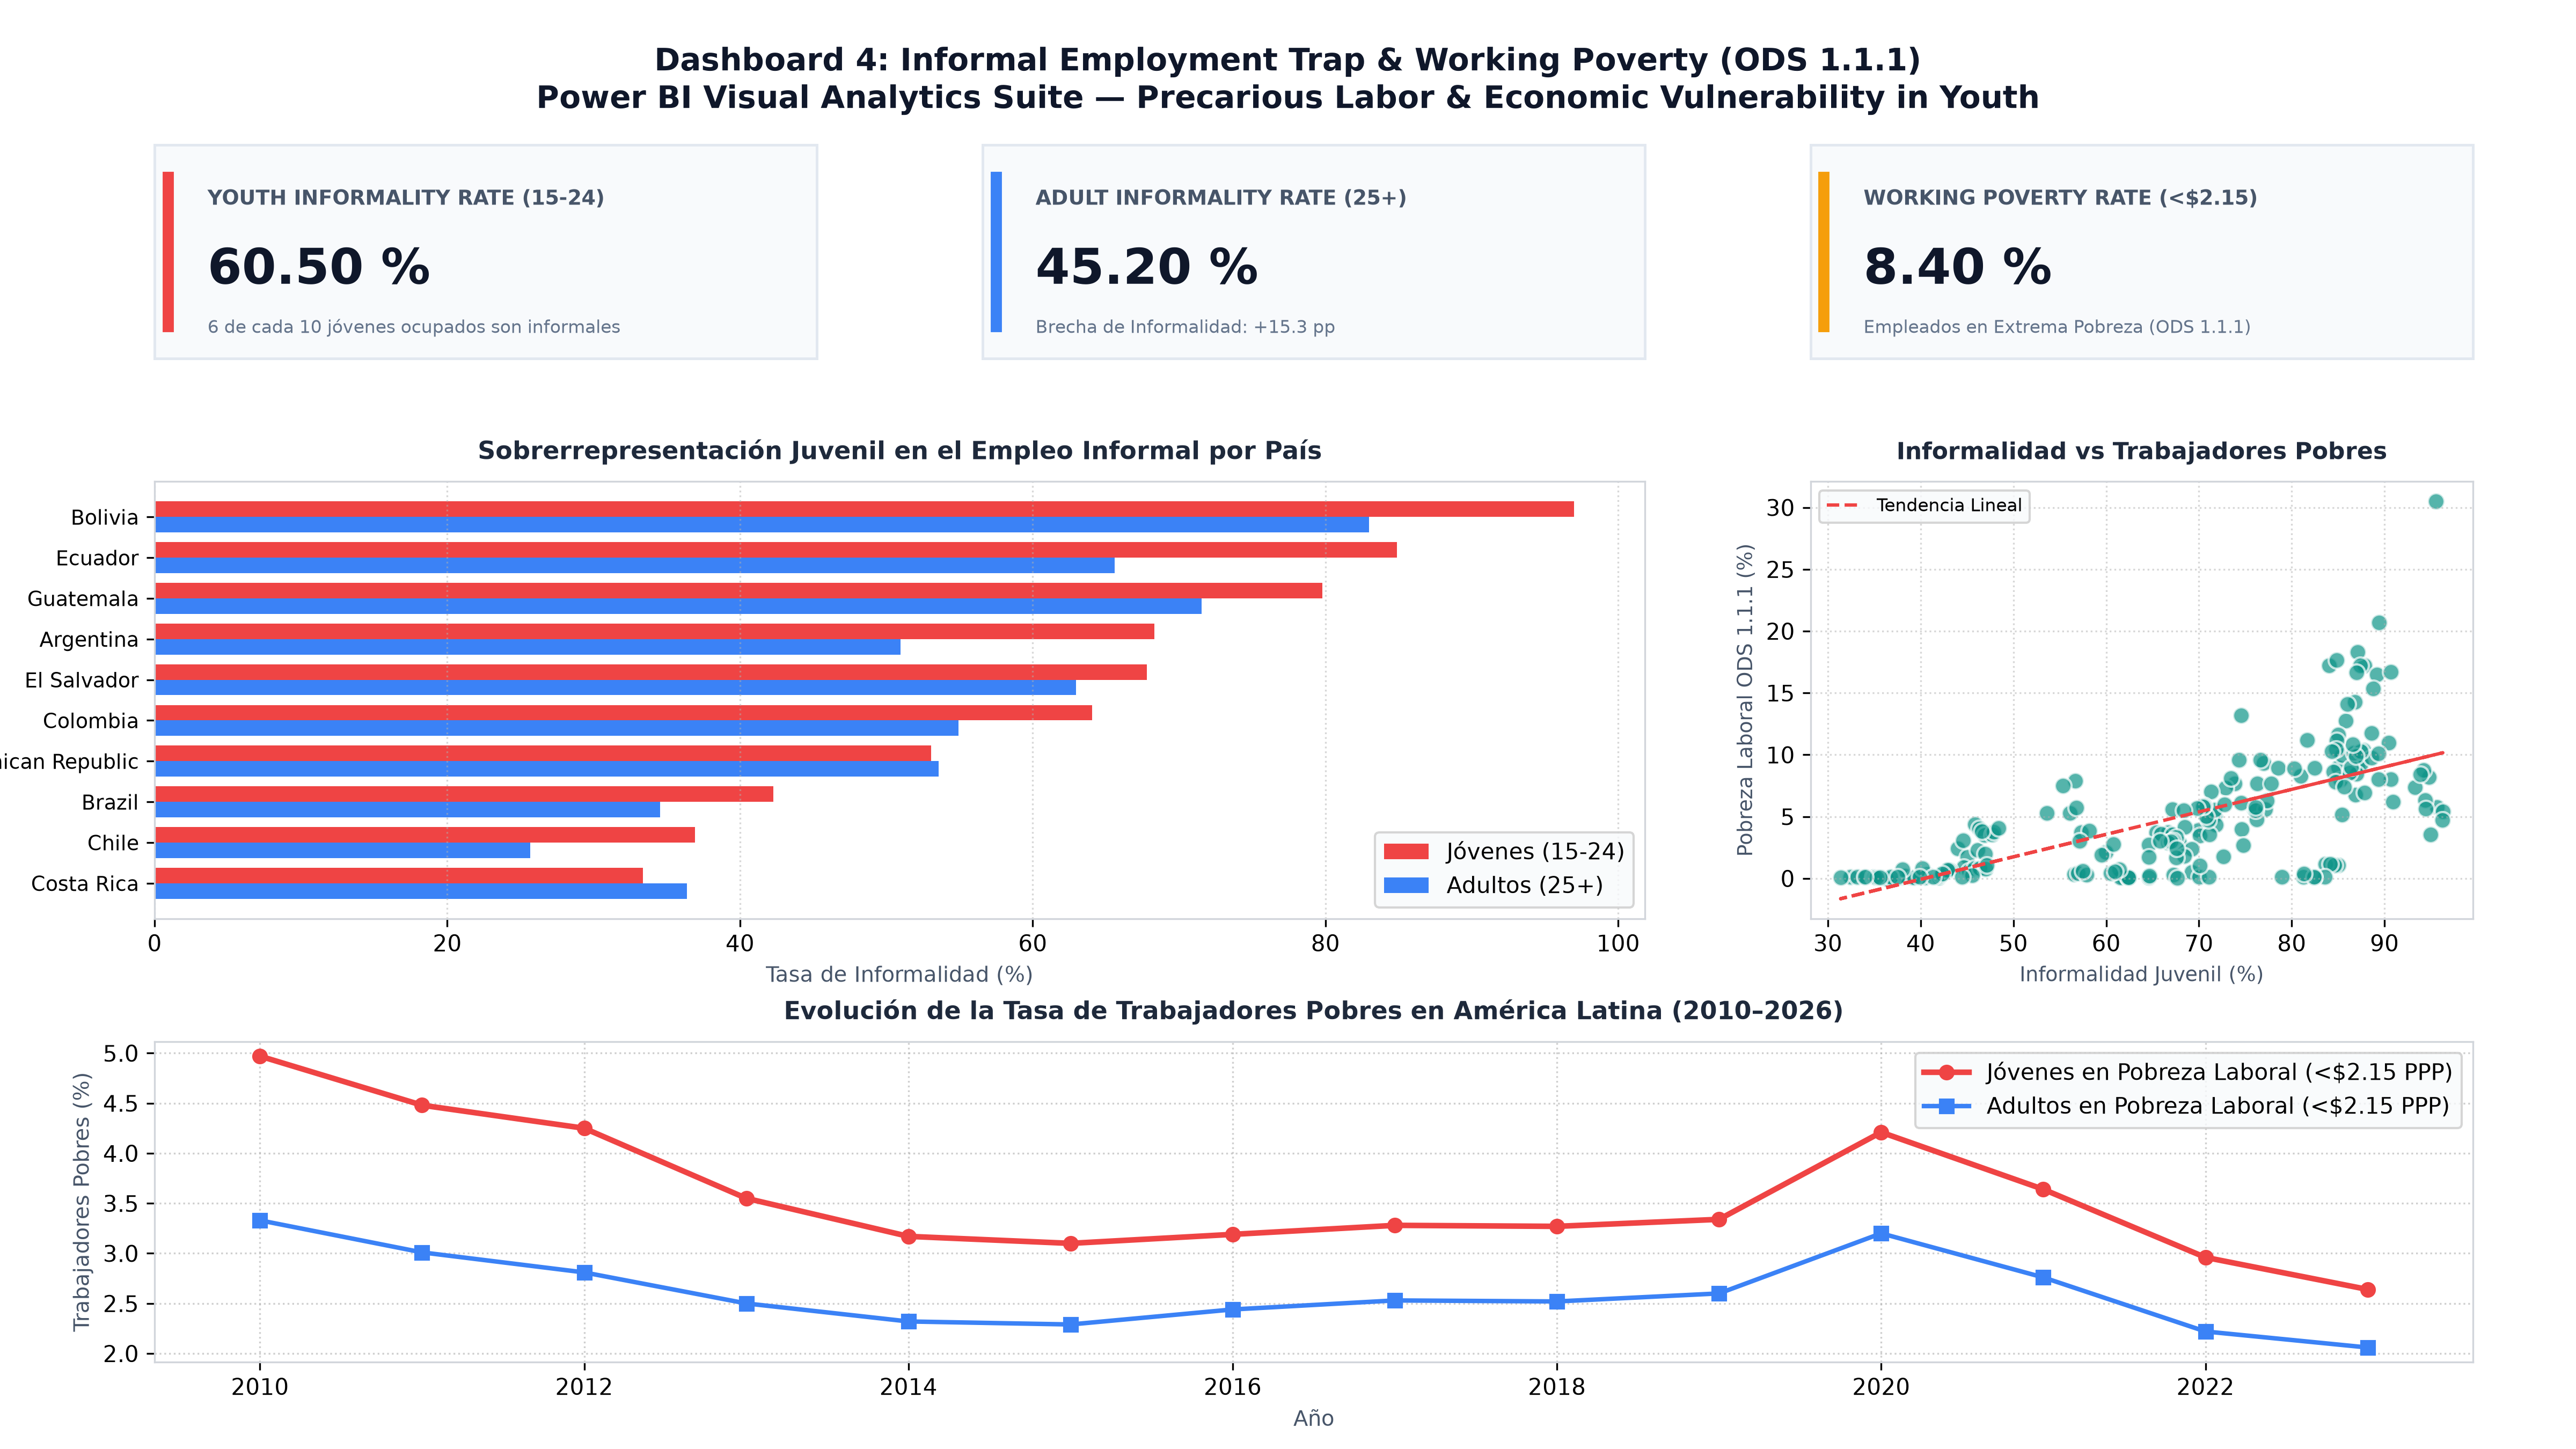 Dashboard 4: Informal Employment Trap & Working Poverty (ODS 1.1.1)
Power BI Visual Analytics Suite — Precarious Labor & Economic Vulnerability in Youth
YOUTH INFORMALITY RATE (15-24)
60.50 %
6 de cada 10 jóvenes ocupados son informales
ADULT INFORMALITY RATE (25+)
45.20 %
Brecha de Informalidad: +15.3 pp
WORKING POVERTY RATE (<$2.15)
8.40 %
Empleados en Extrema Pobreza (ODS 1.1.1)
Sobrerrepresentación Juvenil en el Empleo Informal por País
Bolivia
Ecuador
Guatemala
Argentina
El Salvador
Colombia
nican Republic
Brazil
Chile
Costa Rica
Jóvenes (15-24)
Adultos (25+)
0 20 40 60 80 100
Tasa de Informalidad (%)
Informalidad vs Trabajadores Pobres
Tendencia Lineal
Pobreza Laboral ODS 1.1.1 (%)
30
25
20
15
10
5
0
30 40 50 60 70 80 90
Informalidad Juvenil (%)
Evolución de la Tasa de Trabajadores Pobres en América Latina (2010–2026)
Jóvenes en Pobreza Laboral (<$2.15 PPP)
Adultos en Pobreza Laboral (<$2.15 PPP)
Trabajadores Pobres (%)
5.0
4.5
4.0
3.5
3.0
2.5
2.0
2010 2012 2014 2016 2018 2020 2022
Año